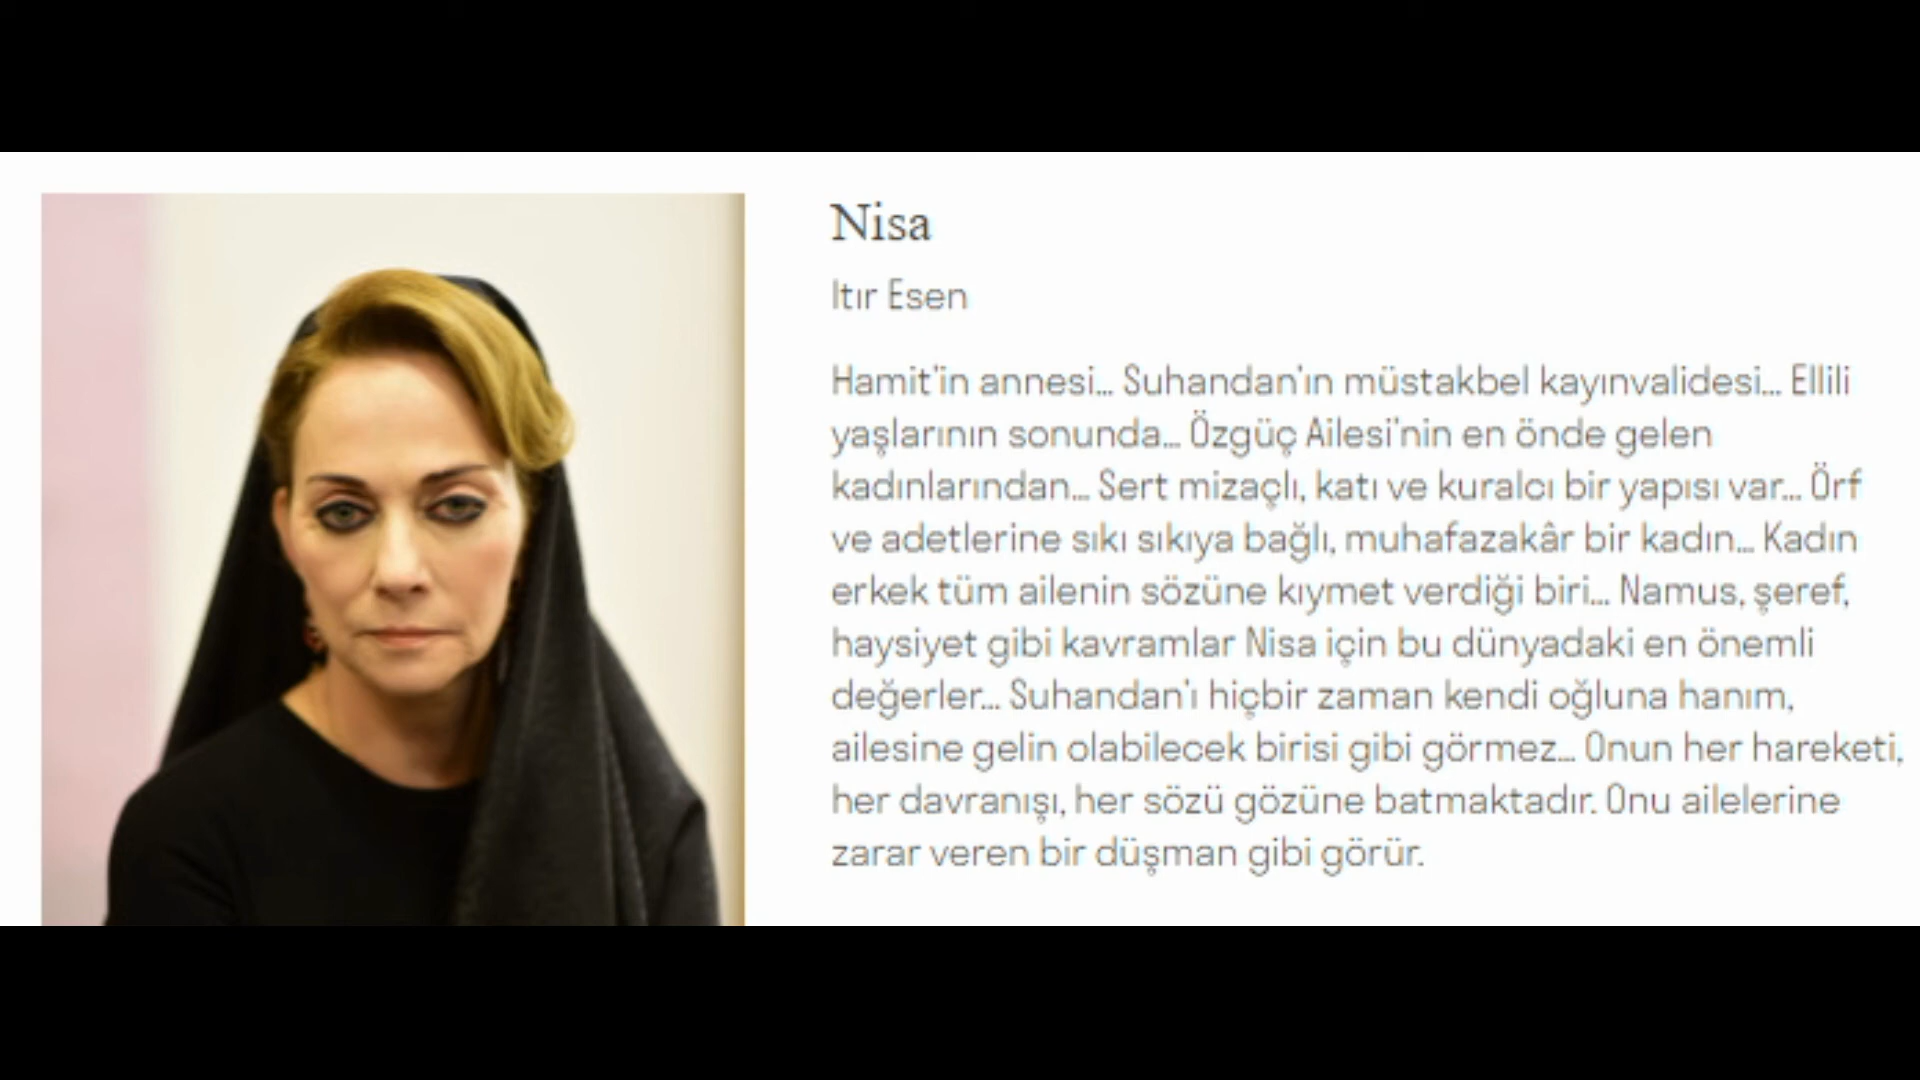 Nisa
Itır Esen
Hamit'in annesi... Suhandan'ın müstakbel kayınvalidesi... Ellili
yaşlarının sonunda... Özgüç Ailesi'nin en önde gelen
kadınlarından... Sert mizaçlı, katı ve kuralcı bir yapısı var... Örf
ve adetlerine sıkı sıkıya bağlı, muhafazakâr bir kadın... Kadın
erkek tüm ailenin sözüne kıymet verdiği biri... Namus, şeref,
haysiyet gibi kavramlar Nisa için bu dünyadaki en önemli
değerler... Suhandan'ı hiçbir zaman kendi oğluna hanım,
ailesine gelin olabilecek birisi gibi görmez... Onun her hareketi,
her davranışı, her sözü gözüne batmaktadır. Onu ailelerine
zarar veren bir düşman gibi görür.